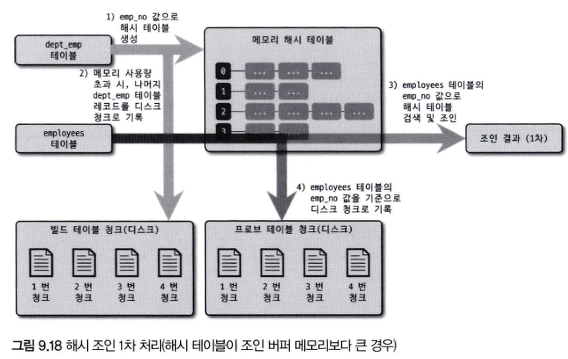 1) emp_no 값으로
해시 테이블
생성
dept_emp
테이블
메모리 해시 테이블
2) 메모리 사용량
초과 시, 나머지
dept_emp 테이블
레코드를 디스크
청크로 기록
0
...
...
...
1
...
...
2
...
...
...
...
3
3) employees 테이블의
emp_no 값으로
해시 테이블
검색 및 조인
employees
테이블
조인 결과 (1차)
4) employees 테이블의
emp_no 값을 기준으로
디스크 청크로 기록
빌드 테이블 청크(디스크)
프로브 테이블 청크(디스크)
1 번
청크
2 번
청크
3 번
청크
4 번
청크
1 번
청크
2 번
청크
3 번
청크
4 번
청크
그림 9.18 해시 조인 1차 처리(해시 테이블이 조인 버퍼 메모리보다 큰 경우)